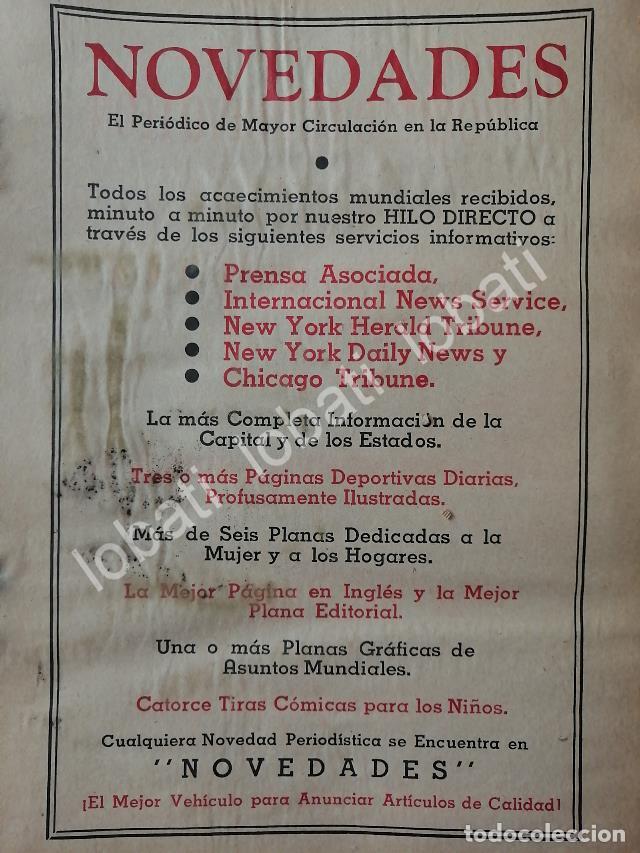 NOVEDADES
El Periódico de Mayor Circulación en la República
Todos los acaecimientos mundiales recibidos,
minuto a minuto por nuestro HILO DIRECTO a
través de los siguientes servicios informativos:
● Prensa Asociada,
● Internacional News Service,
● New York Herald Tribune,
● New York Daily News y
● Chicago Tribune.
La más Completa Información de la
Capital y de los Estados.
Tres o más Páginas Deportivas Diarias,
Profusamente Ilustradas.
Más de Seis Planas Dedicadas a la
Mujer y a los Hogares.
La Mejor Página en Inglés y la Mejor
Plana Editorial.
Una o más Planas Gráficas de
Asuntos Mundiales.
Catorce Tiras Cómicas para los Niños.
Cualquiera Novedad Periodística se Encuentra en
"NOVEDADES"
¡El Mejor Vehículo para Anunciar Artículos de Calidad!
lobati lobati lobati
todocoleccion.net